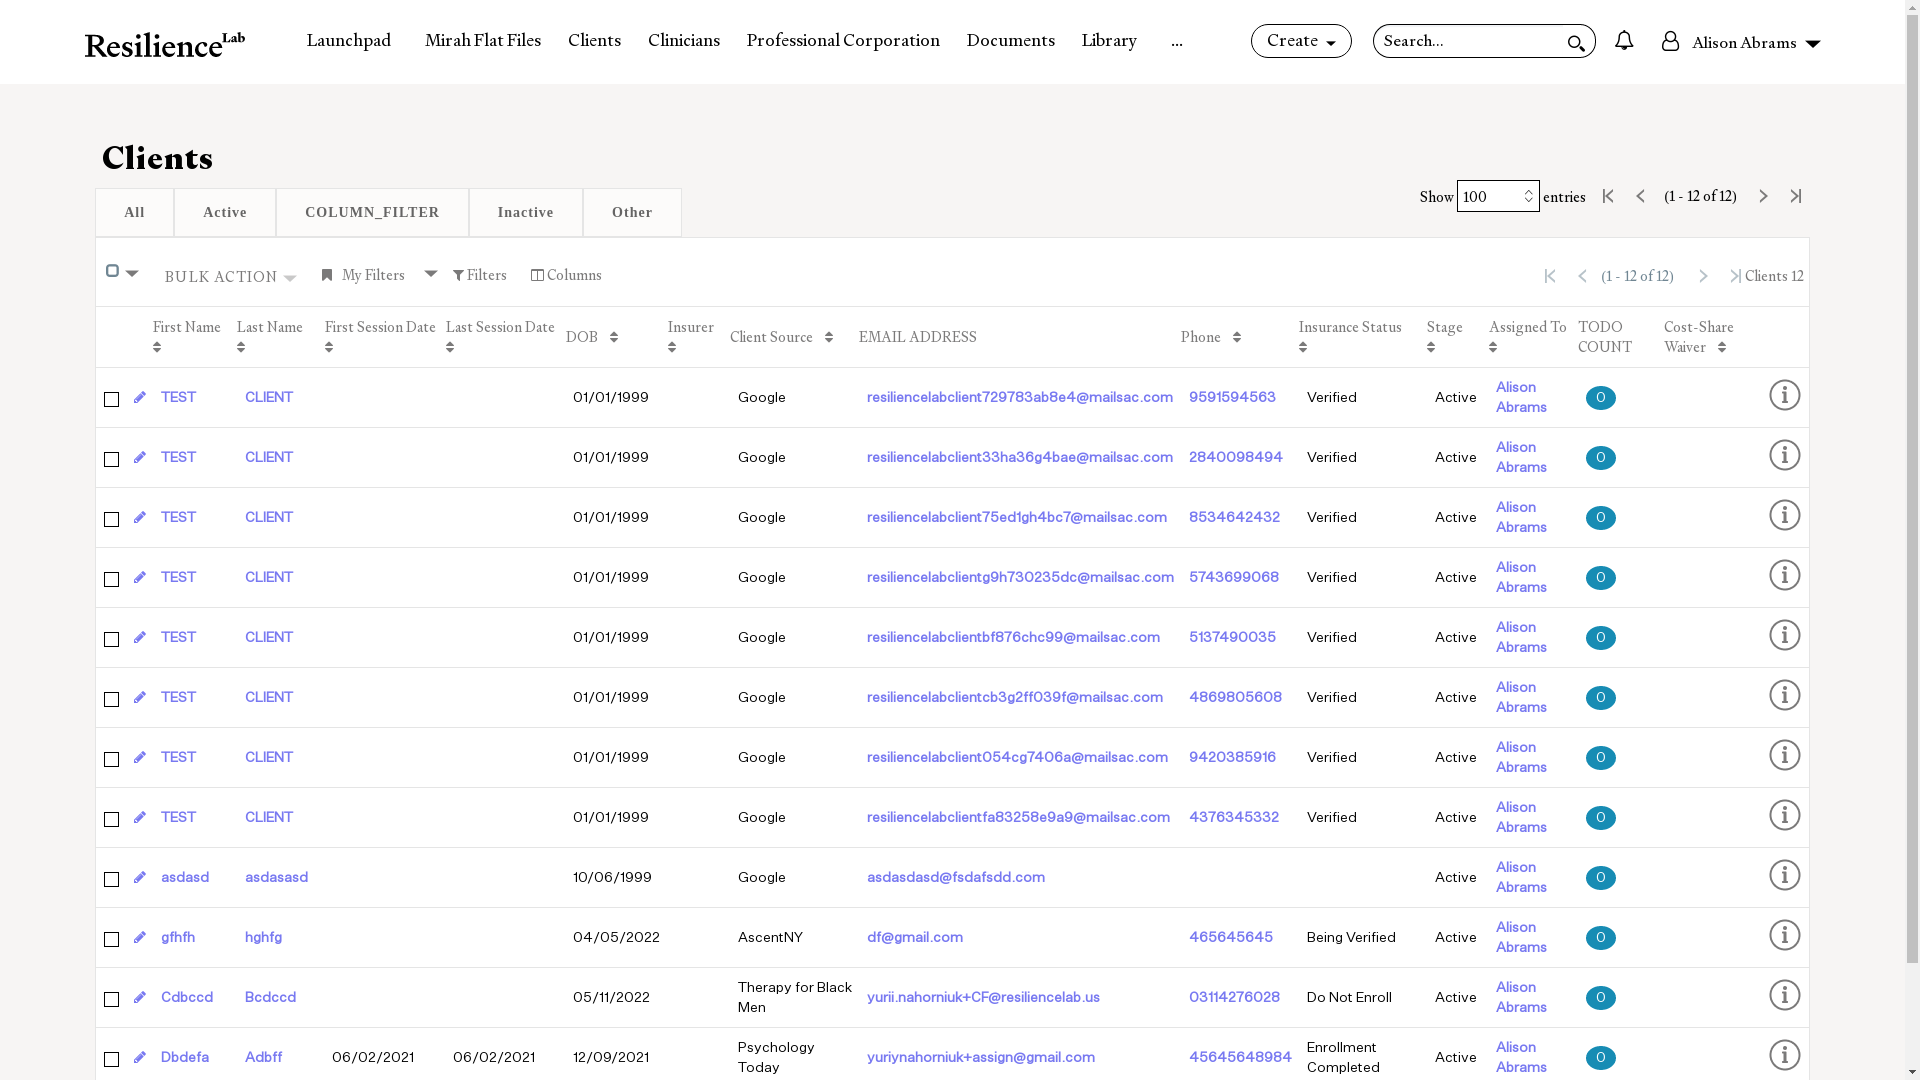 ResilienceLab Launchpad Mirah Flat Files Clients Clinicians Professional Corporation Documents Library ... Create Search... Alison Abrams
Clients
Show 100 entries (1 - 12 of 12)
All Active COLUMN_FILTER Inactive Other
BULK ACTION My Filters Filters Columns (1 - 12 of 12) Clients 12
First Name Last Name First Session Date Last Session Date DOB Insurer Client Source EMAIL ADDRESS Phone Insurance Status Stage Assigned To TODO COUNT Cost-Share Waiver
TEST CLIENT 01/01/1999 Google resiliencelabclient729783ab8e4@mailsac.com 9591594563 Verified Active Alison Abrams 0
TEST CLIENT 01/01/1999 Google resiliencelabclient33ha36g4bae@mailsac.com 2840098494 Verified Active Alison Abrams 0
TEST CLIENT 01/01/1999 Google resiliencelabclient75ed1gh4bc7@mailsac.com 8534642432 Verified Active Alison Abrams 0
TEST CLIENT 01/01/1999 Google resiliencelabclientg9h730235dc@mailsac.com 5743699068 Verified Active Alison Abrams 0
TEST CLIENT 01/01/1999 Google resiliencelabclientbf876chc99@mailsac.com 5137490035 Verified Active Alison Abrams 0
TEST CLIENT 01/01/1999 Google resiliencelabclientcb3g2ff039f@mailsac.com 4869805608 Verified Active Alison Abrams 0
TEST CLIENT 01/01/1999 Google resiliencelabclient054cg7406a@mailsac.com 9420385916 Verified Active Alison Abrams 0
TEST CLIENT 01/01/1999 Google resiliencelabclientfa83258e9a9@mailsac.com 4376345332 Verified Active Alison Abrams 0
asdasd asdasasd 10/06/1999 Google asdasdasd@fsdafsdd.com Active Alison Abrams 0
gfhfh hghfg 04/05/2022 AscentNY df@gmail.com 465645645 Being Verified Active Alison Abrams 0
Cdbccd Bcdccd 05/11/2022 Therapy for Black Men yurii.nahorniuk+CF@resiliencelab.us 03114276028 Do Not Enroll Active Alison Abrams 0
Dbdefa Adbff 06/02/2021 06/02/2021 12/09/2021 Psychology Today yuriynahorniuk+assign@gmail.com 45645648984 Enrollment Completed Active Alison Abrams 0